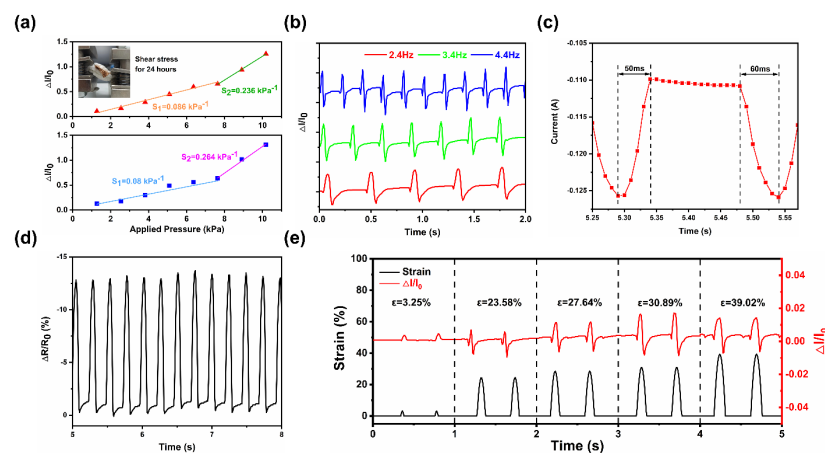 (a)
1.5
1.0
0.5
0.0
ΔI/I0
Shear stress
for 24 hours
S1=0.086 kPa-1
S2=0.236 kPa-1
1.5
1.0
0.5
0.0
ΔI/I0
S1=0.08 kPa-1
S2=0.264 kPa-1
0 2 4 6 8 10
Applied Pressure (kPa)
(b)
2.4Hz 3.4Hz 4.4Hz
ΔI/I0
0.0 0.5 1.0 1.5 2.0
Time (s)
(c)
-0.105
-0.110
-0.115
-0.120
-0.125
Current (A)
50ms
60ms
5.25 5.30 5.35 5.40 5.45 5.50 5.55
Time (s)
(d)
-15
-10
-5
0
ΔR/R0 (%)
5 6 7 8
Time (s)
(e)
100
80
60
40
20
0
Strain (%)
Strain
ΔI/I0
ε=3.25% ε=23.58% ε=27.64% ε=30.89% ε=39.02%
0.04
0.02
0.00
-0.02
-0.04
ΔI/I0
0 1 2 3 4 5
Time (s)